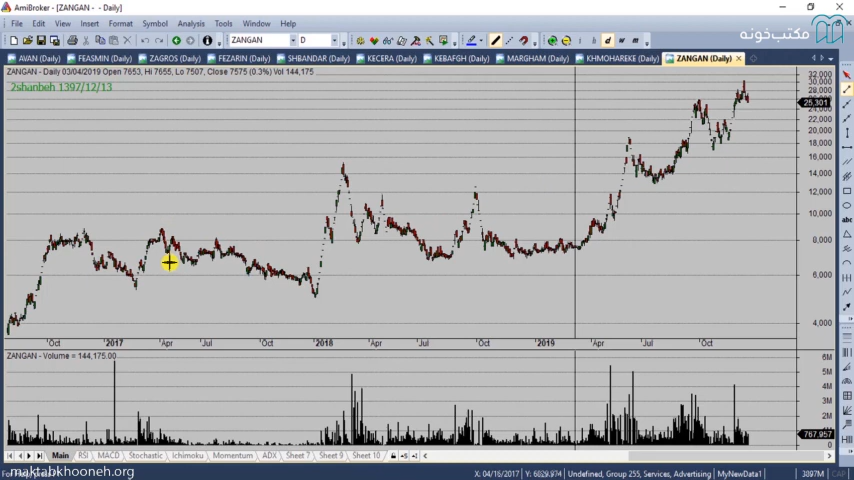 AmiBroker - [ZANGAN - - Daily]
File Edit View Insert Format Symbol Analysis Tools Window Help
مکتب‌خونه
ZANGAN D
AVAN (Daily) FEASMIN (Daily) ZAGROS (Daily) FEZARIN (Daily) SHBANDAR (Daily) KECERA (Daily) KEBAFGH (Daily) MARGHAM (Daily) KHMOHAREKE (Daily) ZANGAN (Daily)
ZANGAN - Daily 03/04/2019 Open 7653, Hi 7655, Lo 7507, Close 7575 (0.3%) Vol 144,175
2shanbeh 1397/12/13
32,000
28,000
25,301
22,000
20,000
18,000
16,000
14,000
12,000
10,000
8,000
6,000
4,000
Oct 2017 Apr Jul Oct 2018 Apr Jul Oct 2019 Apr Jul Oct
ZANGAN - Volume = 144,175.00
6M
5M
4M
3M
2M
767,957
0
Main RSI MACD Stochastic Ichimoku Momentum ADX Sheet 7 Sheet 9 Sheet 10
maktabkhooneh.org
X: 04/16/2017 Y: 6829.974 Undefined, Group 255, Services, Advertising MyNewData1 3897M CAP